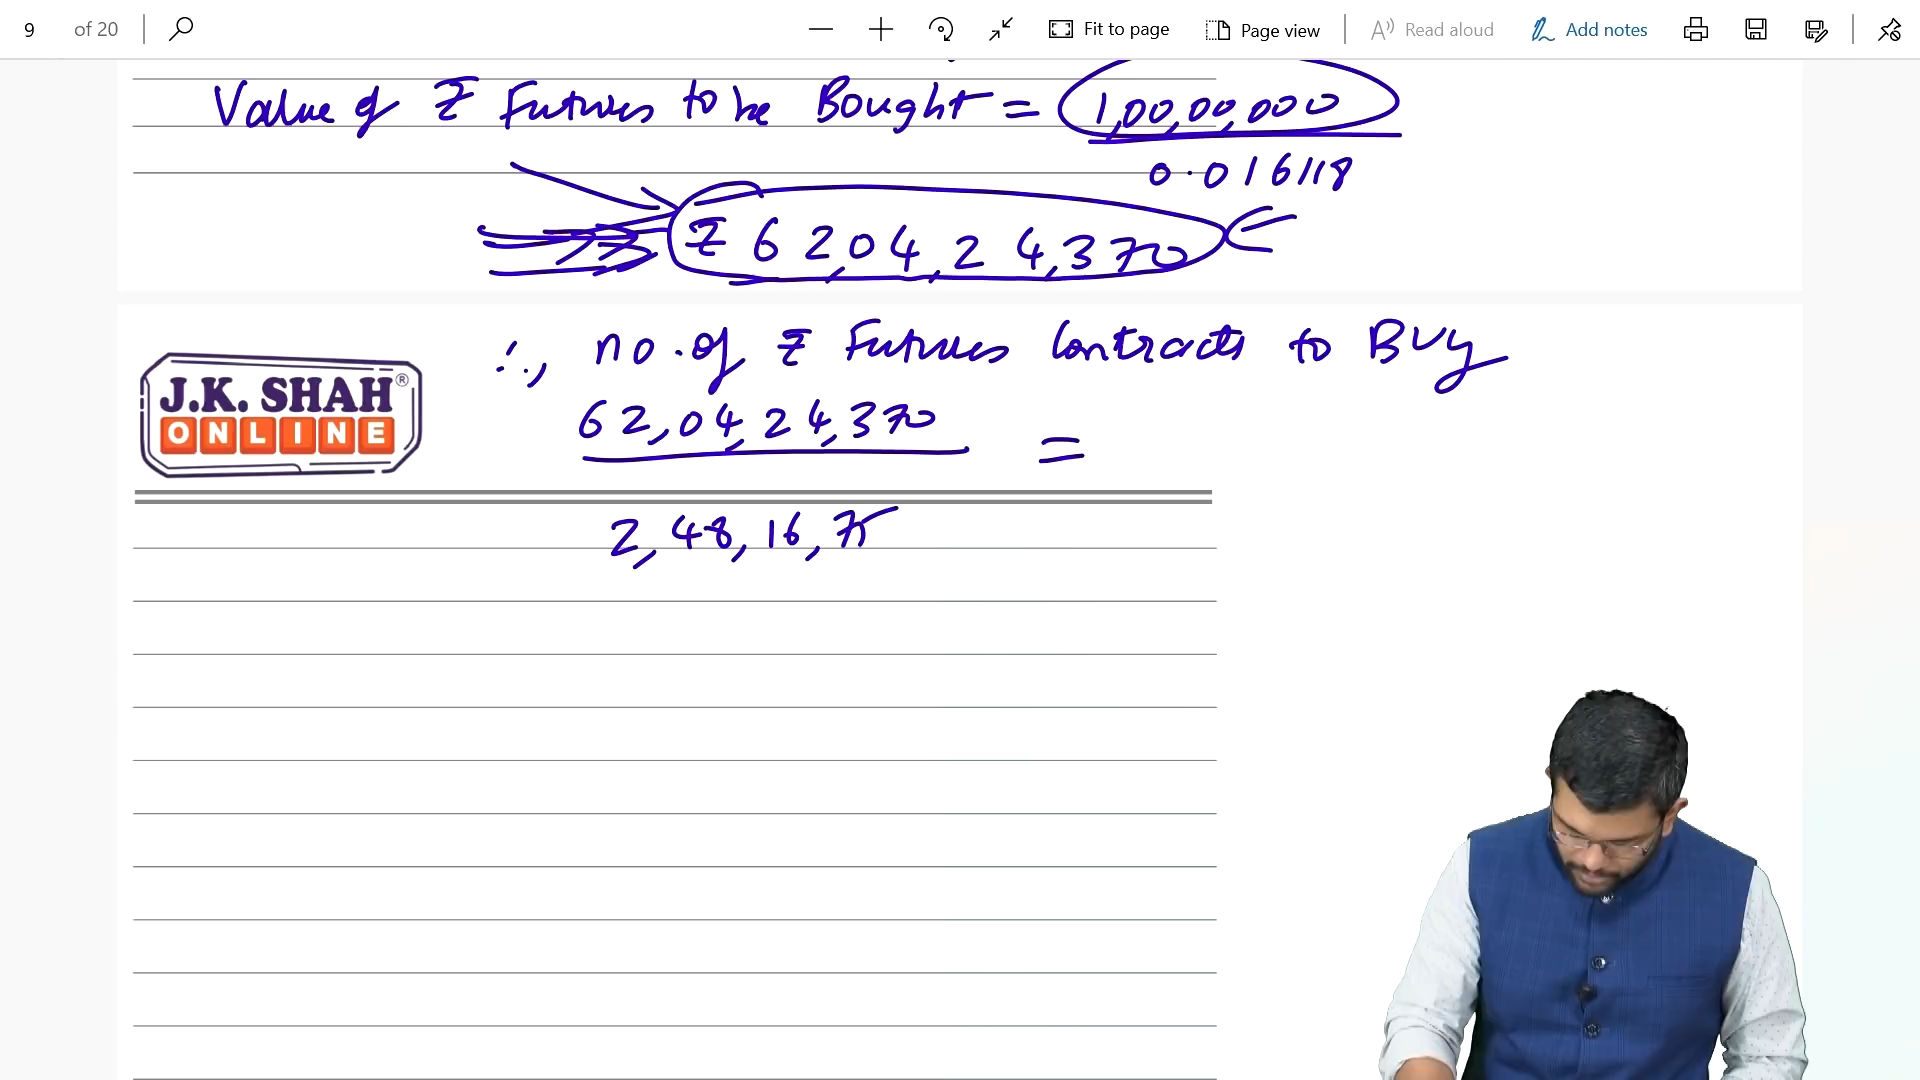 9 of 20 Fit to page Page view Read aloud Add notes
Value of ₹ Futures to be Bought = 1,00,00,000
0.016118
₹ 62,04,24,370
∴, no. of ₹ Futures Contracts to Buy
J.K. SHAH®
ONLINE
62,04,24,370 =
2,48,16,75